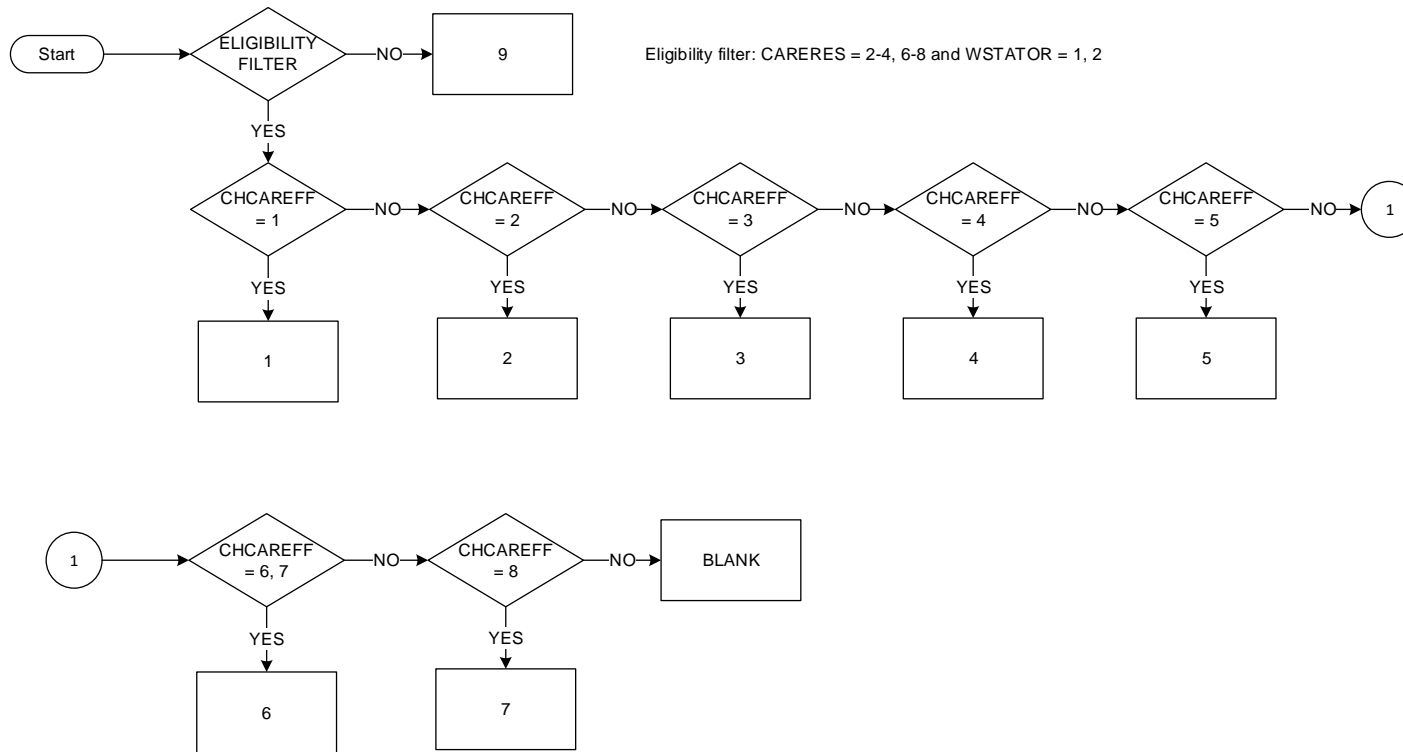 Start
ELIGIBILITY
FILTER
NO
9
Eligibility filter: CARERES = 2-4, 6-8 and WSTATOR = 1, 2
YES
CHCAREFF
= 1
NO
CHCAREFF
= 2
NO
CHCAREFF
= 3
NO
CHCAREFF
= 4
NO
CHCAREFF
= 5
NO
1
YES
YES
YES
YES
YES
1
2
3
4
5
1
CHCAREFF
= 6, 7
NO
CHCAREFF
= 8
NO
BLANK
YES
YES
6
7